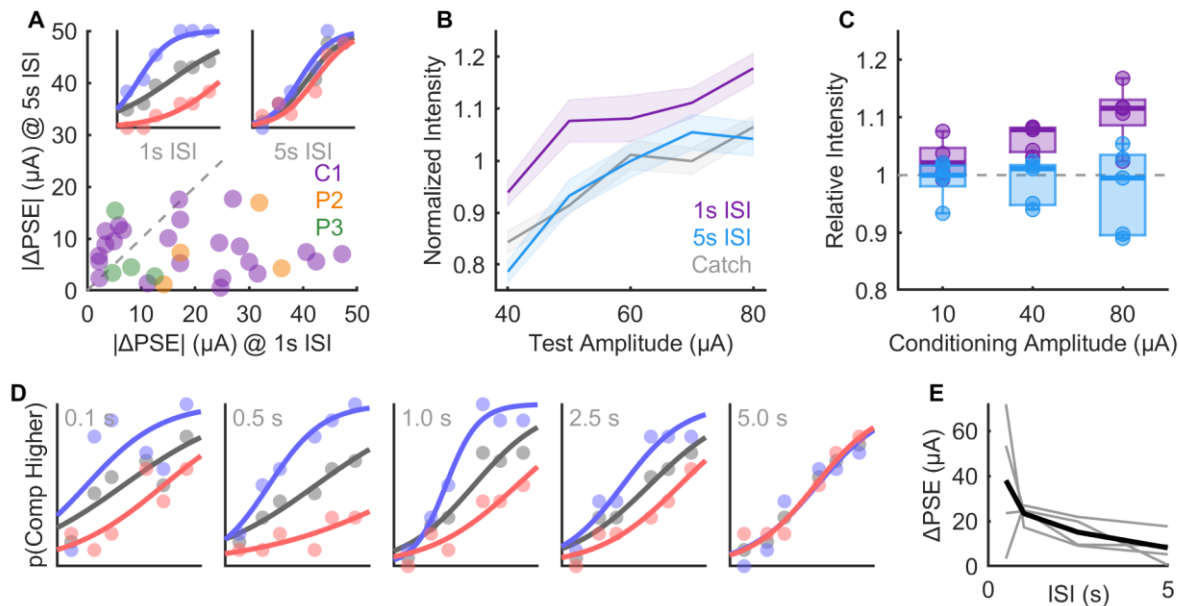 A
|ΔPSE| (μA) @ 5s ISI
50
40
30
20
10
0
1s ISI
5s ISI
C1
P2
P3
0 10 20 30 40 50
|ΔPSE| (μA) @ 1s ISI
B
Normalized Intensity
1.2
1.1
1
0.9
0.8
1s ISI
5s ISI
Catch
40 60 80
Test Amplitude (μA)
C
Relative Intensity
1.2
1.1
1
0.9
0.8
10 40 80
Conditioning Amplitude (μA)
D
p(Comp Higher)
0.1 s
0.5 s
1.0 s
2.5 s
5.0 s
E
ΔPSE (μA)
60
40
20
0
0 5
ISI (s)